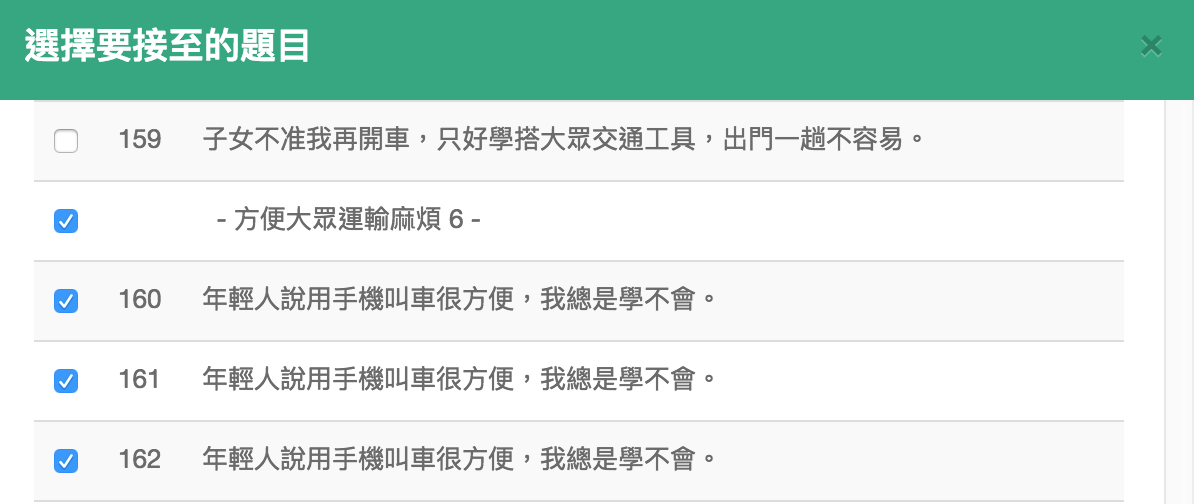 選擇要接至的題目
159 子女不准我再開車，只好學搭大眾交通工具，出門一趟不容易。
- 方便大眾運輸麻煩 6 -
160 年輕人說用手機叫車很方便，我總是學不會。
161 年輕人說用手機叫車很方便，我總是學不會。
162 年輕人說用手機叫車很方便，我總是學不會。